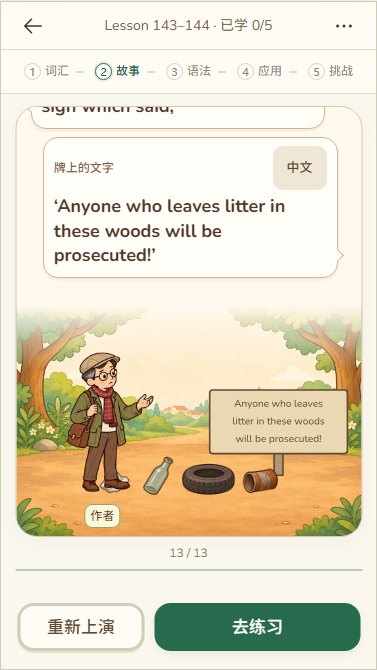 Lesson 143–144 · 已学 0/5
1 词汇 2 故事 3 语法 4 应用 5 挑战
sign which said,
牌上的文字
中文
‘Anyone who leaves litter in
these woods will be
prosecuted!’
Anyone who leaves
litter in these woods
will be prosecuted!
作者
13 / 13
重新上演
去练习